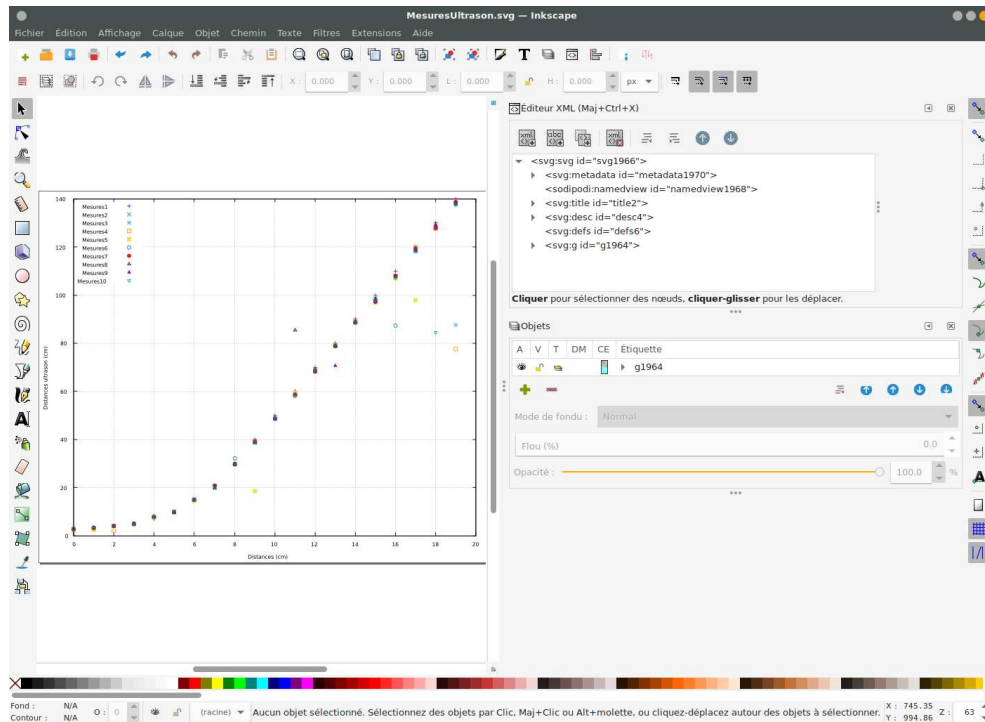 MesuresUltrason.svg — Inkscape
Fichier Édition Affichage Calque Objet Chemin Texte Filtres Extensions Aide
X : 0.000 Y : 0.000 L : 0.000 H : 0.000 px
Éditeur XML (Maj+Ctrl+X)
<svg:svg id="svg1966">
<svg:metadata id="metadata1970">
<sodipodi:namedview id="namedview1968">
<svg:title id="title2">
<svg:desc id="desc4">
<svg:defs id="defs6">
<svg:g id="g1964">
Cliquer pour sélectionner des nœuds, cliquer-glisser pour les déplacer.
Objets
A V T DM CE Étiquette
g1964
Mode de fondu : Normal
Flou (%) 0.0
Opacité : 100.0 %
140
120
100
80
60
40
20
0
Mesures1
Mesures2
Mesures3
Mesures4
Mesures5
Mesures6
Mesures7
Mesures8
Mesures9
Mesures10
Distances ultrason (cm)
0 2 4 6 8 10 12 14 16 18 20
Distances (cm)
Fond : N/A
Contour : N/A
O : 0
(racine)
Aucun objet sélectionné. Sélectionnez des objets par Clic, Maj+Clic ou Alt+molette, ou cliquez-déplacez autour des objets à sélectionner.
X : 745.35
Y : 994.86
Z : 63